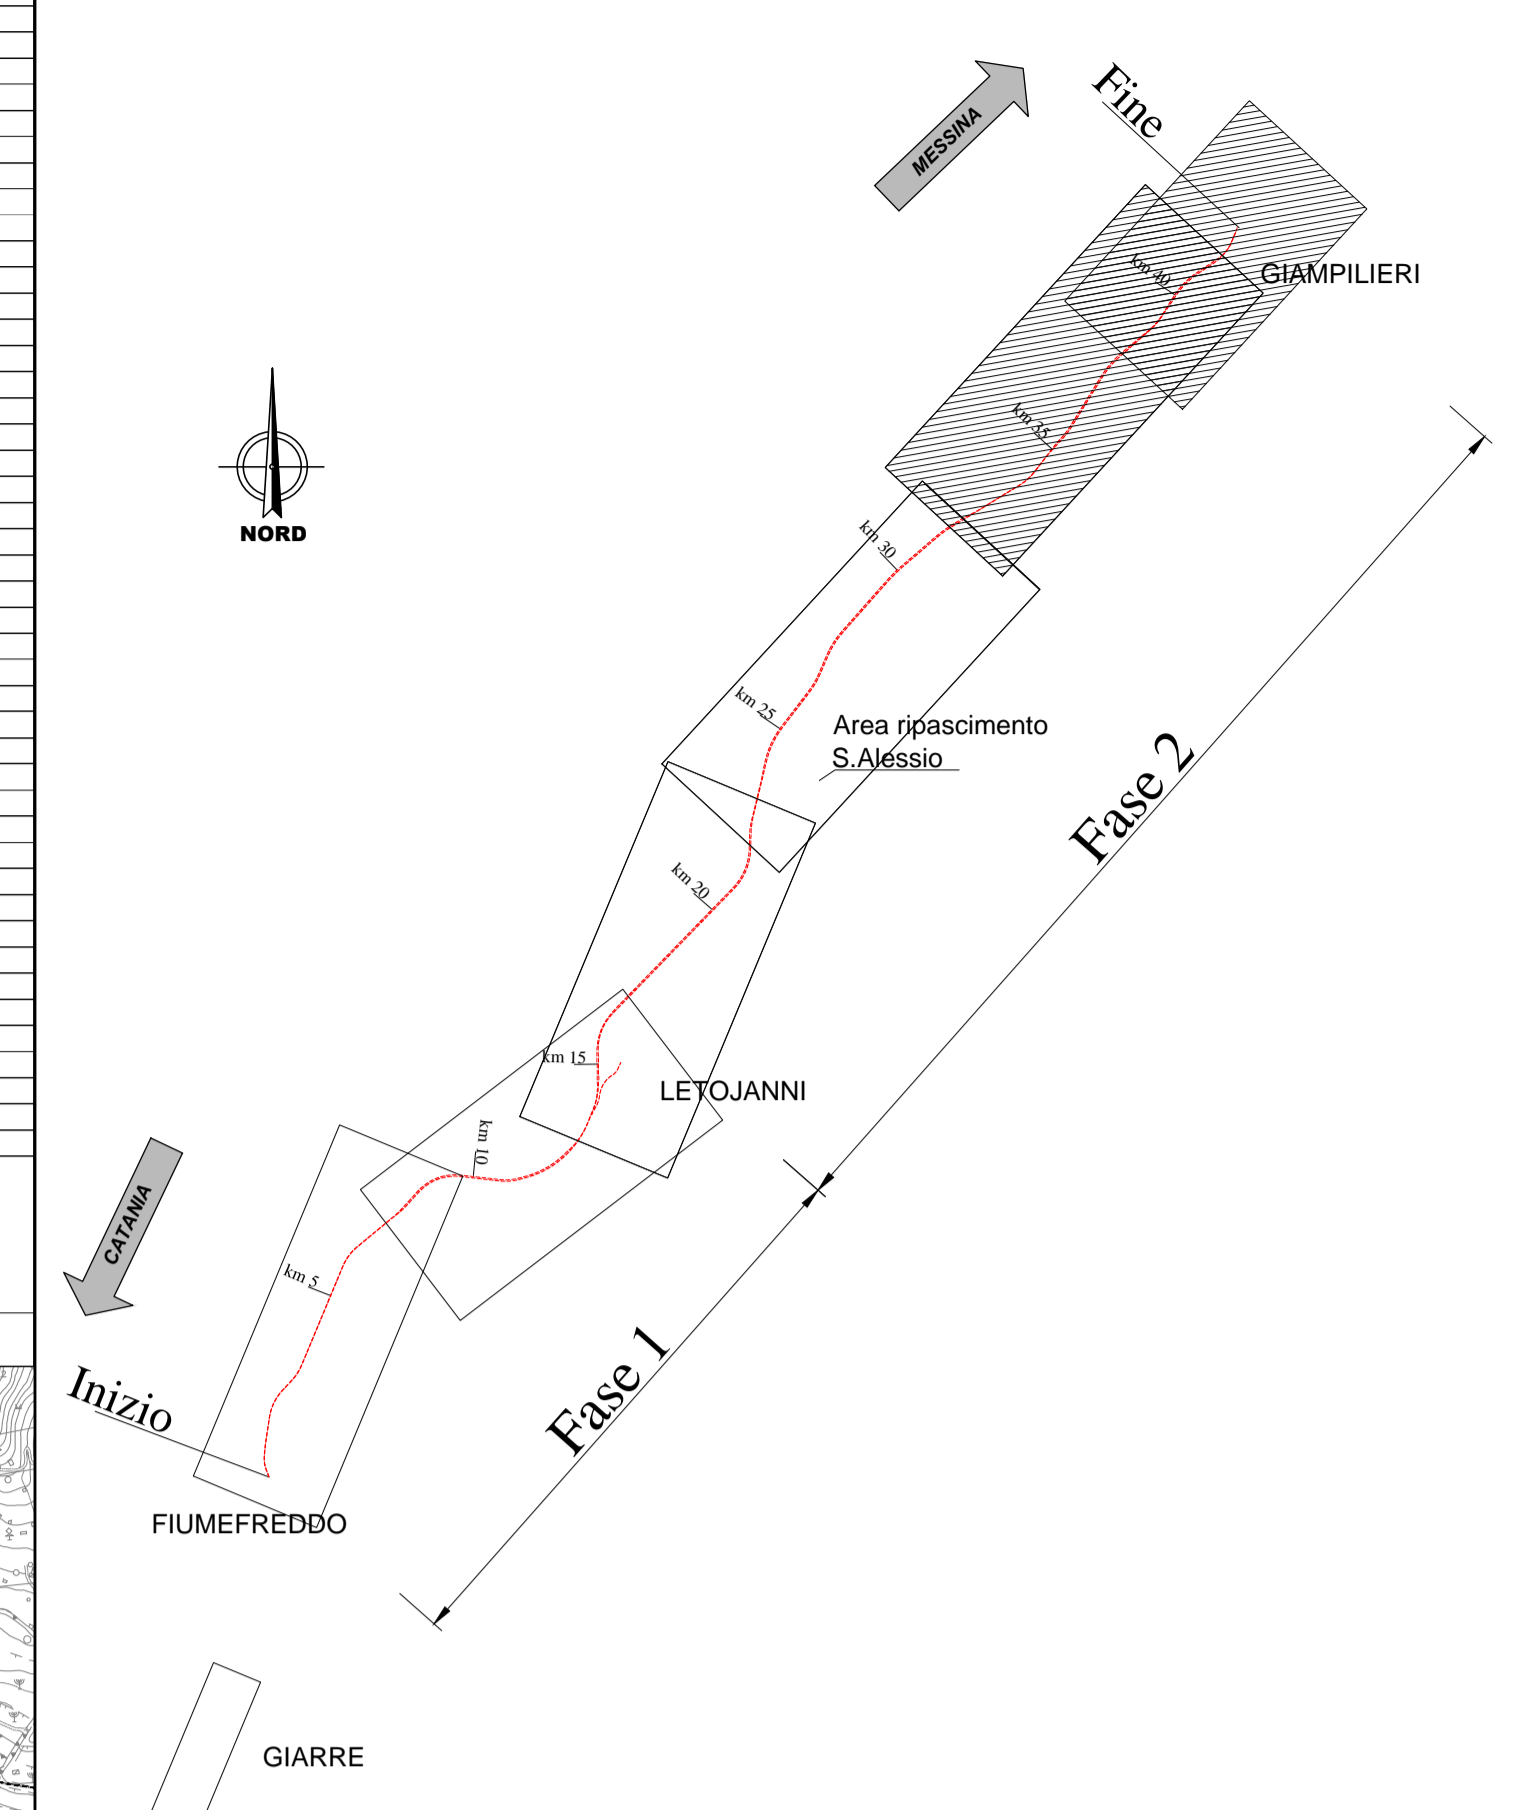 MESSINA
Fine
km 40
GIAMPILIERI
km 35
NORD
km 30
km 25
Area ripascimento
S.Alessio
Fase 2
km 20
km 15
LETOJANNI
km 10
CATANIA
km 5
Fase 1
Inizio
FIUMEFREDDO
GIARRE